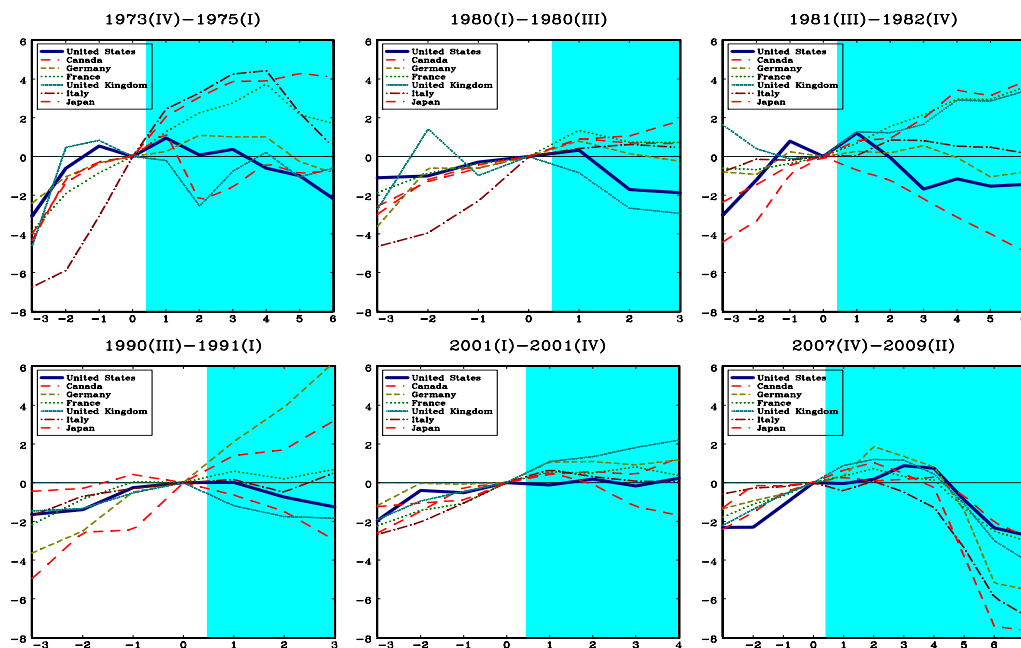 1973(IV)−1975(I)
6
4
2
0
−2
−4
−6
−8
United States
Canada
Germany
France
United Kingdom
Italy
Japan
−3 −2 −1 0 1 2 3 4 5 6
1980(I)−1980(III)
6
4
2
0
−2
−4
−6
−8
United States
Canada
Germany
France
United Kingdom
Italy
Japan
−3 −2 −1 0 1 2 3
1981(III)−1982(IV)
6
4
2
0
−2
−4
−6
−8
United States
Canada
Germany
France
United Kingdom
Italy
Japan
−3 −2 −1 0 1 2 3 4 5
1990(III)−1991(I)
6
4
2
0
−2
−4
−6
−8
United States
Canada
Germany
France
United Kingdom
Italy
Japan
−3 −2 −1 0 1 2 3
2001(I)−2001(IV)
6
4
2
0
−2
−4
−6
−8
United States
Canada
Germany
France
United Kingdom
Italy
Japan
−3 −2 −1 0 1 2 3 4
2007(IV)−2009(II)
6
4
2
0
−2
−4
−6
−8
United States
Canada
Germany
France
United Kingdom
Italy
Japan
−2 −1 0 1 2 3 4 5 6